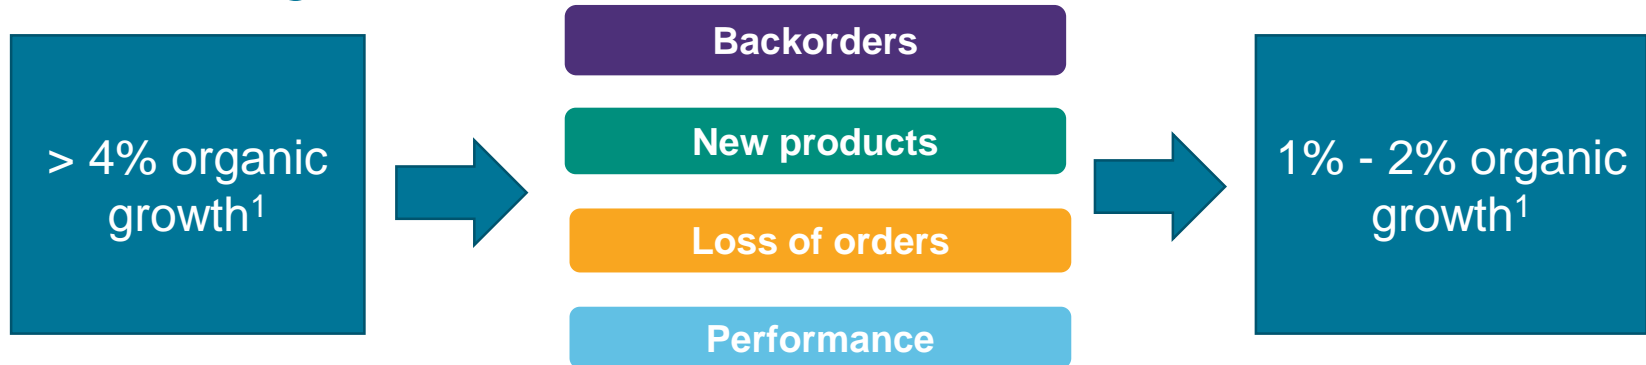 > 4% organic
growth¹
Backorders
New products
Loss of orders
Performance
1% - 2% organic
growth¹